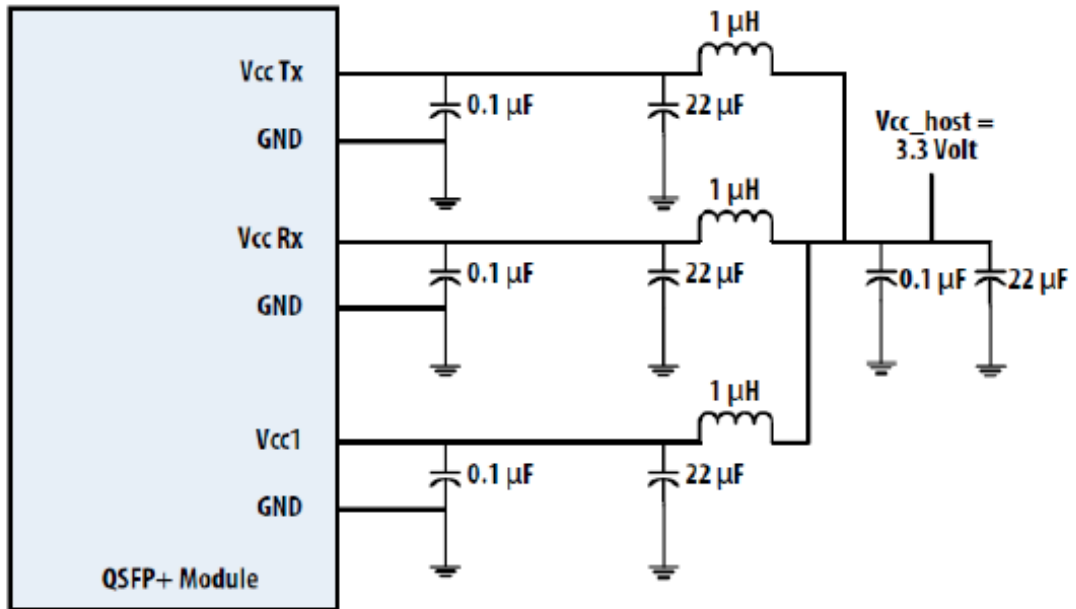 1 μH
Vcc Tx
0.1 μF
22 μF
GND
Vcc_host =
3.3 Volt
1 μH
Vcc Rx
0.1 μF
22 μF
0.1 μF
22 μF
GND
1 μH
Vcc1
0.1 μF
22 μF
GND
QSFP+ Module